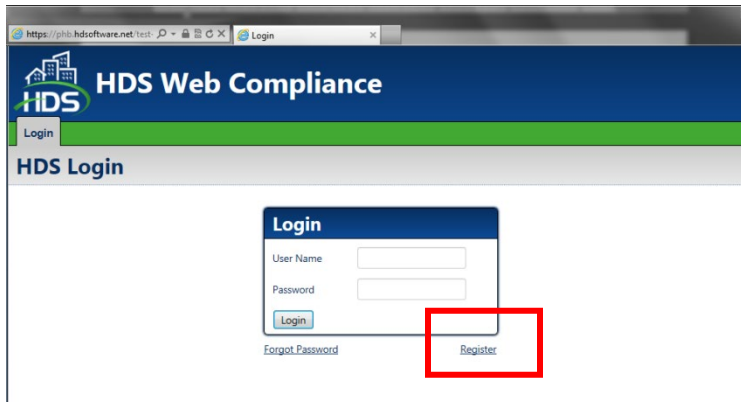 https://phb.hdsoftware.net/test- Login
HDS HDS Web Compliance
Login
HDS Login
Login
User Name
Password
Login
Forgot Password Register